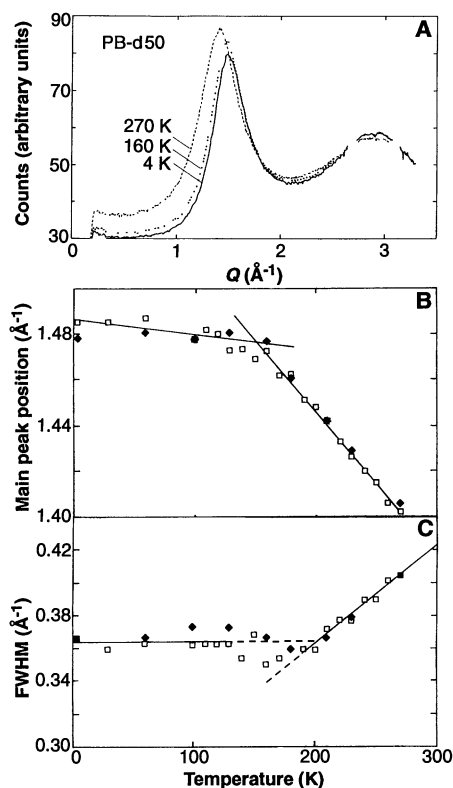 90
A
PB-d50
70
270 K
160 K
50
4 K
30
0
1
2
3
Counts (arbitrary units)
Q (Å⁻¹)
B
1.48
1.44
1.40
Main peak position (Å⁻¹)
C
0.42
0.38
0.34
0.30
FWHM (Å⁻¹)
0
100
200
300
Temperature (K)